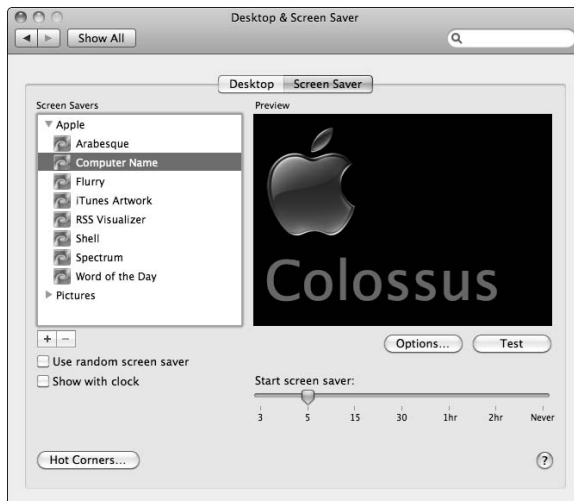 Desktop & Screen Saver
Show All
Desktop Screen Saver
Screen Savers
Preview
Apple
Arabesque
Computer Name
Flurry
iTunes Artwork
RSS Visualizer
Shell
Spectrum
Word of the Day
Pictures
Colossus
+ −
Options... Test
Use random screen saver
Show with clock
Start screen saver:
3 5 15 30 1hr 2hr Never
Hot Corners... ?